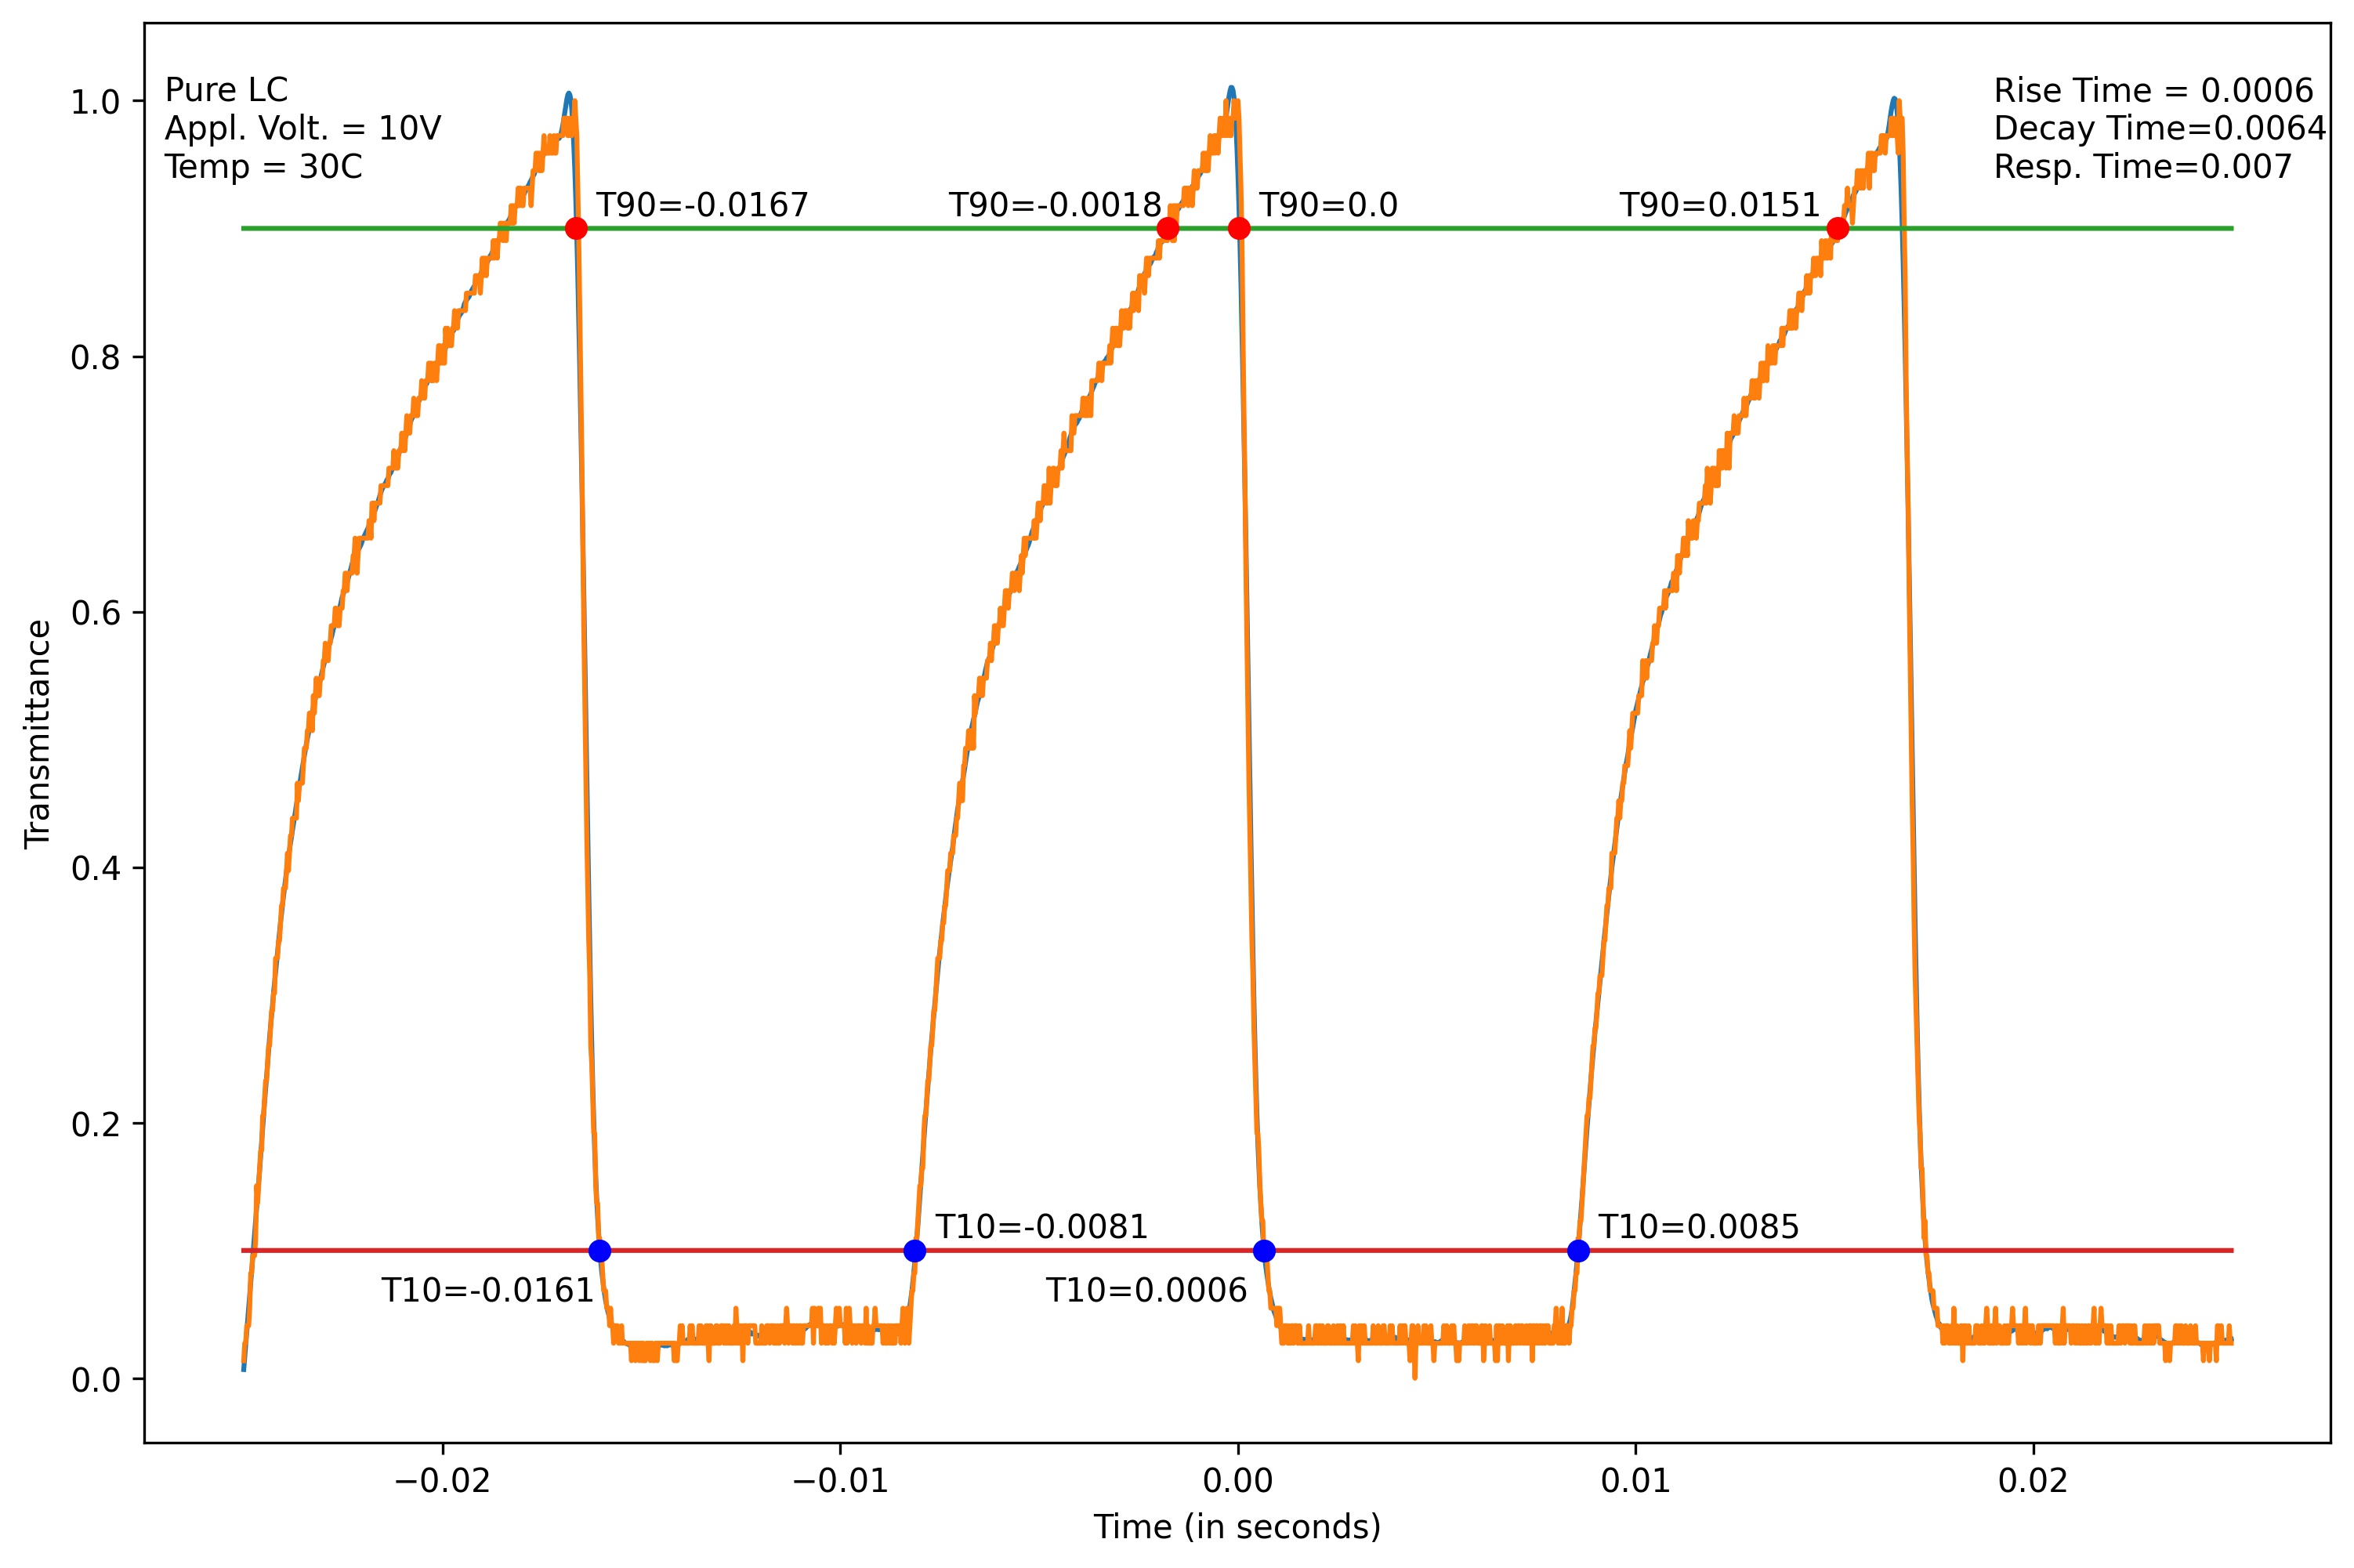 Pure LC
Appl. Volt. = 10V
Temp = 30C
Rise Time = 0.0006
Decay Time=0.0064
Resp. Time=0.007
T90=-0.0167
T90=-0.0018
T90=0.0
T90=0.0151
T10=-0.0161
T10=-0.0081
T10=0.0006
T10=0.0085
1.0
0.8
0.6
0.4
0.2
0.0
Transmittance
−0.02
−0.01
0.00
0.01
0.02
Time (in seconds)